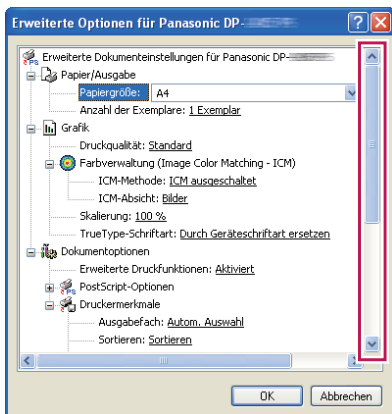 Erweiterte Optionen für Panasonic DP-
Erweiterte Dokumenteinstellungen für Panasonic DP-
Papier/Ausgabe
Papiergröße: A4
Anzahl der Exemplare: 1 Exemplar
Grafik
Druckqualität: Standard
Farbverwaltung (Image Color Matching - ICM)
ICM-Methode: ICM ausgeschaltet
ICM-Absicht: Bilder
Skalierung: 100 %
TrueType-Schriftart: Durch Geräteschriftart ersetzen
Dokumentoptionen
Erweiterte Druckfunktionen: Aktiviert
PostScript-Optionen
Druckermerkmale
Ausgabefach: Autom. Auswahl
Sortieren: Sortieren
OK Abbrechen